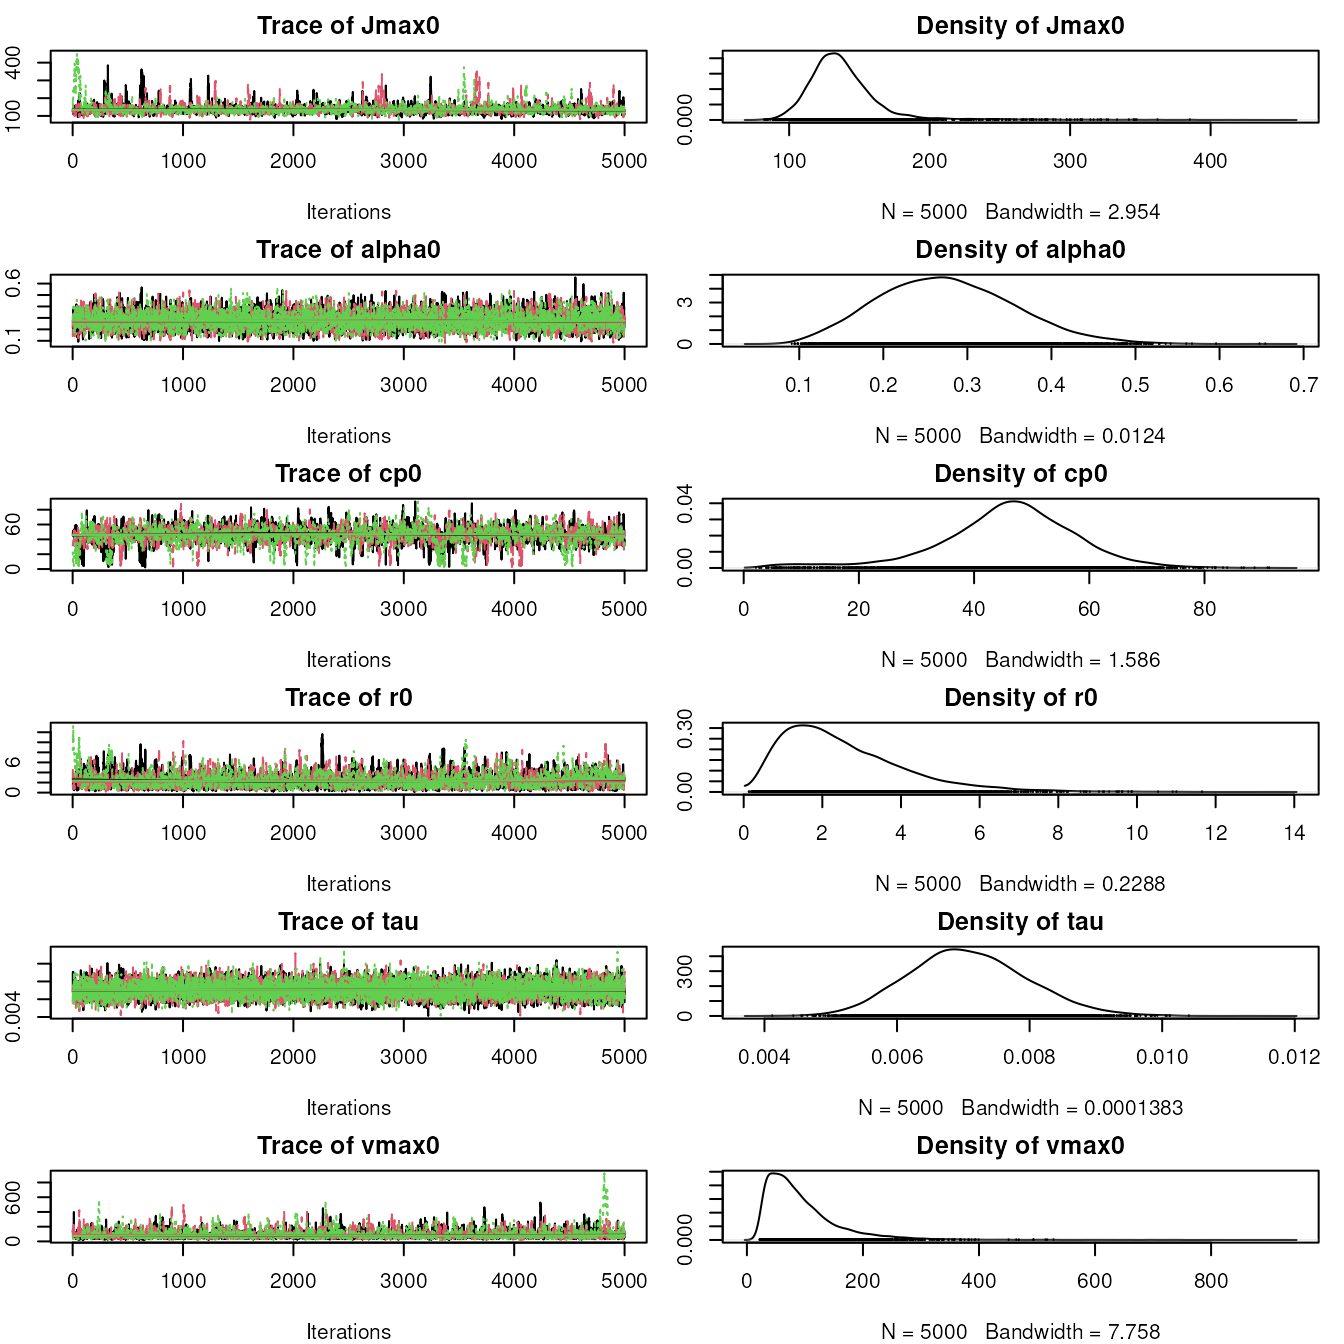 Trace of Jmax0
Density of Jmax0
400
100
0 1000 2000 3000 4000 5000
Iterations
0.000
100 200 300 400
N = 5000 Bandwidth = 2.954
Trace of alpha0
Density of alpha0
0.6
0.1
0 1000 2000 3000 4000 5000
Iterations
3
0
0.1 0.2 0.3 0.4 0.5 0.6 0.7
N = 5000 Bandwidth = 0.0124
Trace of cp0
Density of cp0
60
0
0 1000 2000 3000 4000 5000
Iterations
0.04
0.00
0 20 40 60 80
N = 5000 Bandwidth = 1.586
Trace of r0
Density of r0
6
0
0 1000 2000 3000 4000 5000
Iterations
0.30
0.00
0 2 4 6 8 10 12 14
N = 5000 Bandwidth = 0.2288
Trace of tau
Density of tau
0.004
0 1000 2000 3000 4000 5000
Iterations
300
0
0.004 0.006 0.008 0.010 0.012
N = 5000 Bandwidth = 0.0001383
Trace of vmax0
Density of vmax0
600
0
0 1000 2000 3000 4000 5000
Iterations
0.000
0 200 400 600 800
N = 5000 Bandwidth = 7.758